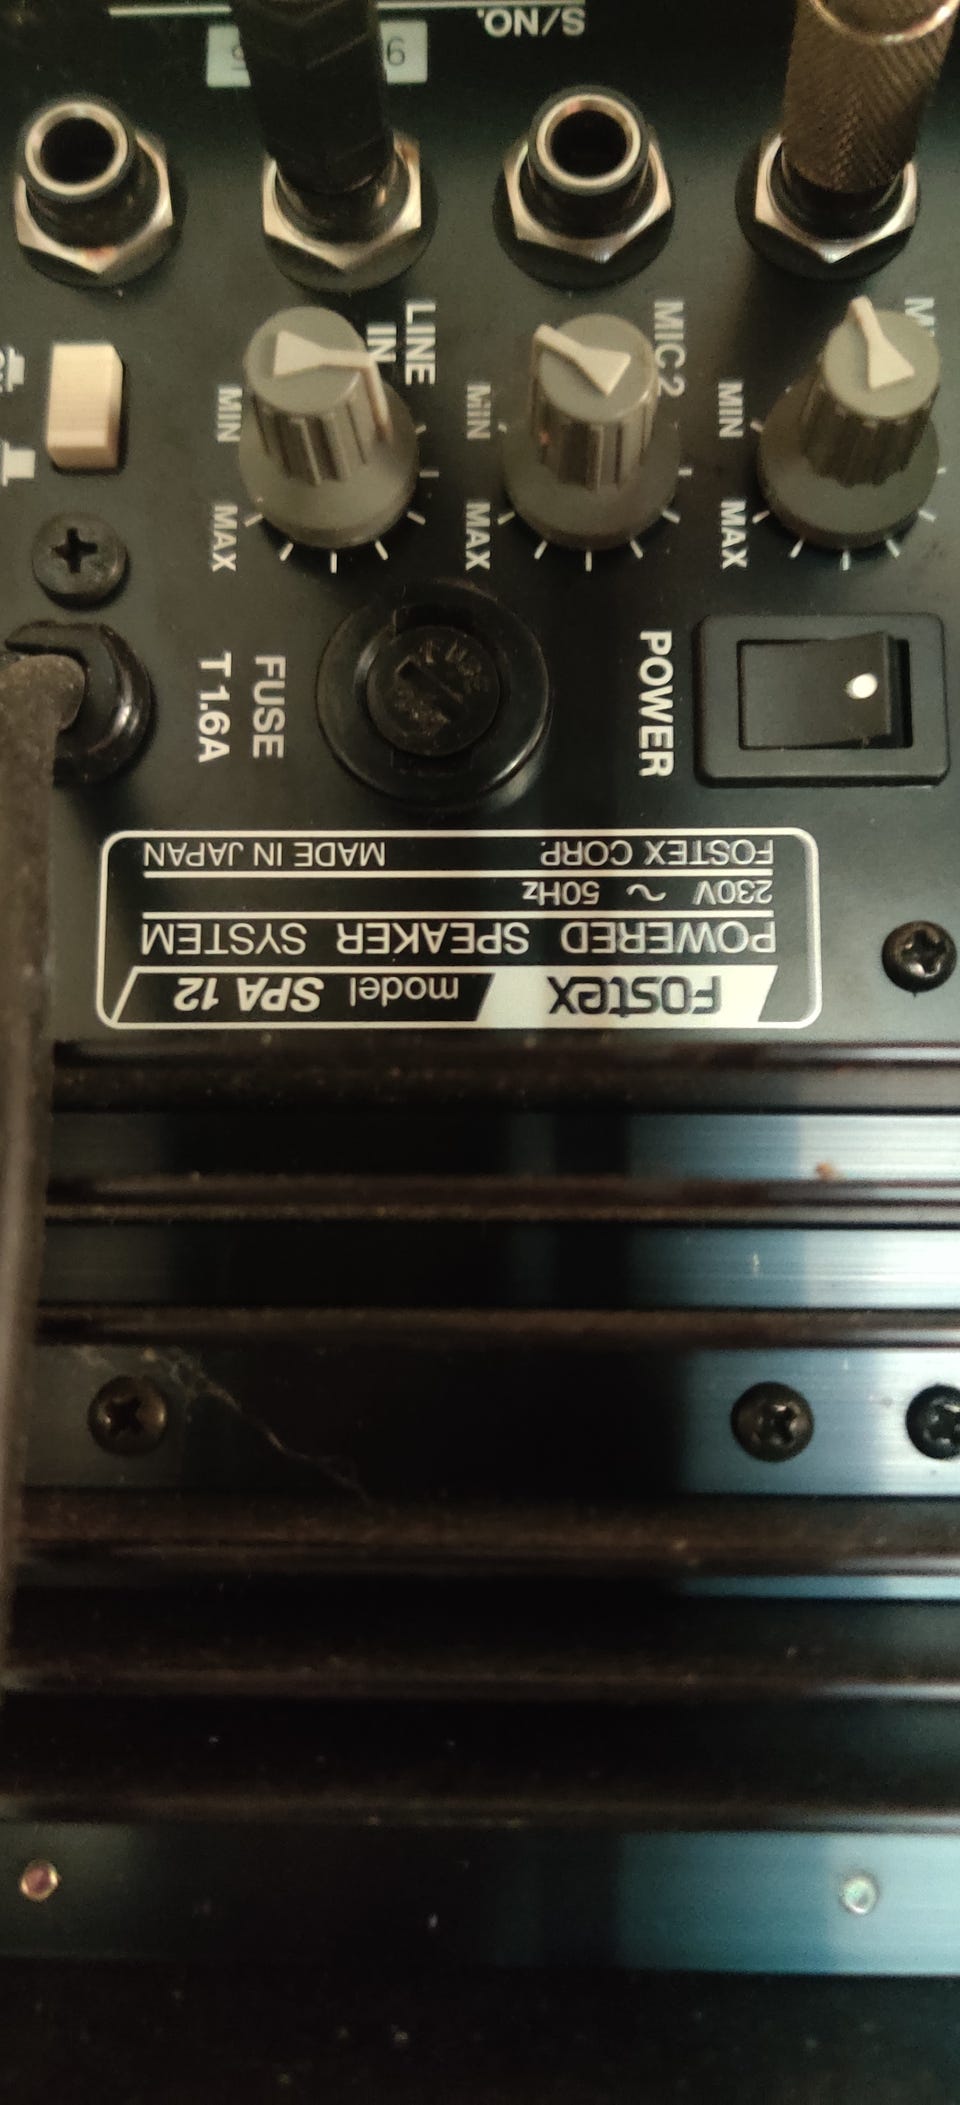 S/NO.
LINE
IN
MIC 2
MIN
MAX
MIN
MAX
MIN
MAX
FUSE
T 1.6A
POWER
Fostex model SPA 12
POWERED SPEAKER SYSTEM
230V ~ 50Hz
FOSTEX CORP. MADE IN JAPAN